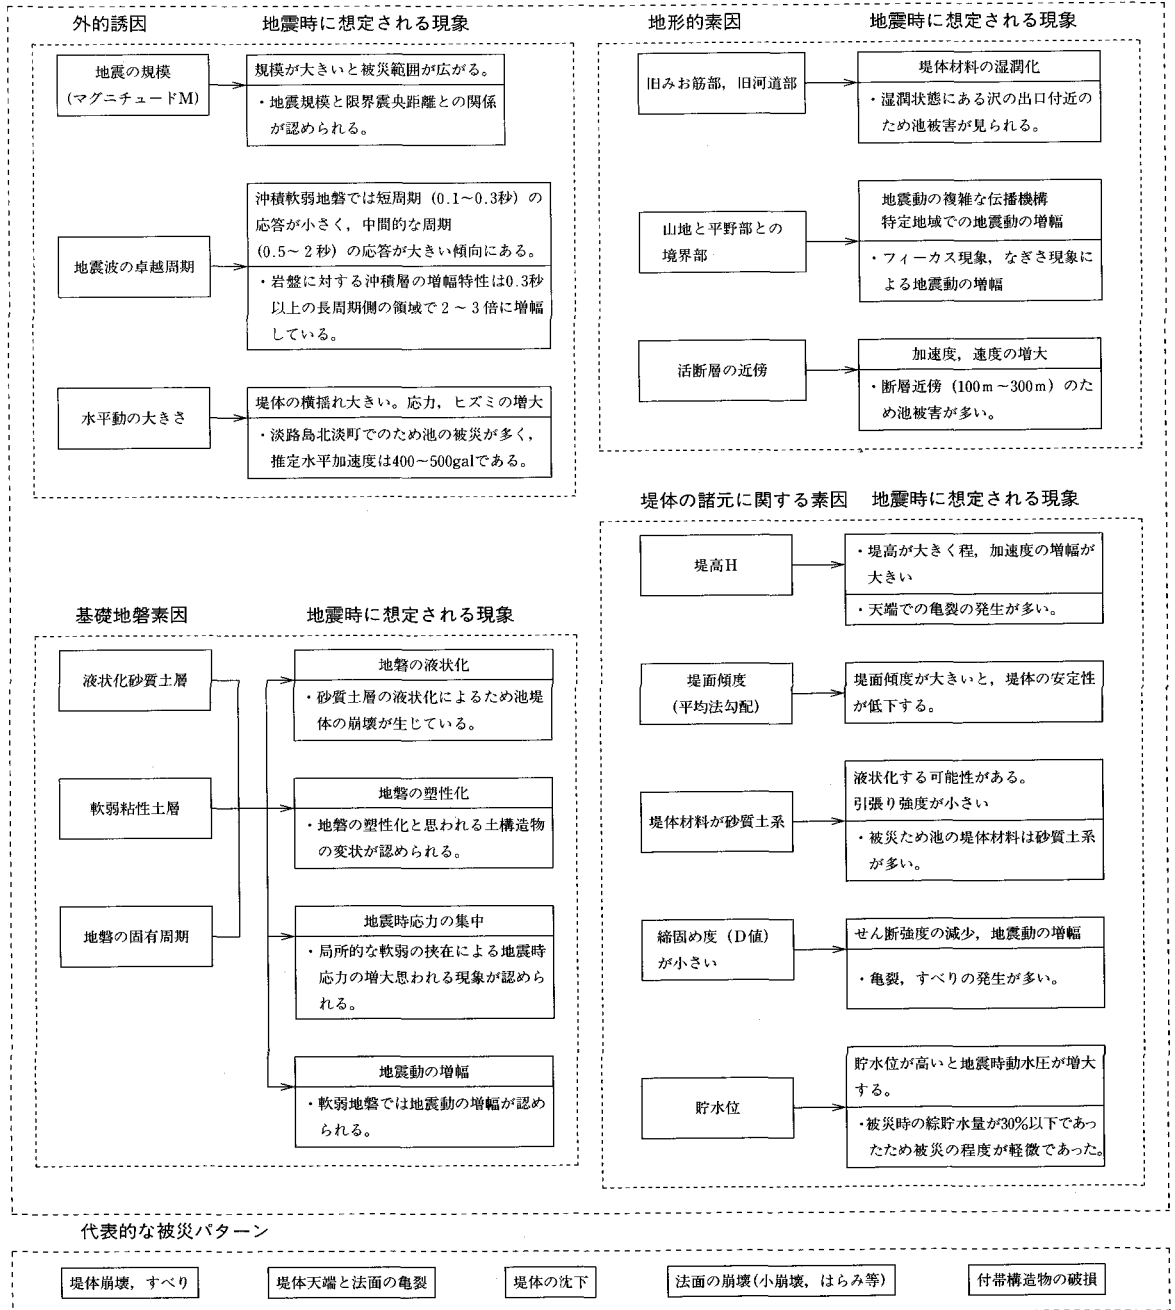 外的誘因
地震時に想定される現象
地震の規模
(マグニチュードM)
規模が大きいと被災範囲が広がる。
・地震規模と限界震央距離との関係
が認められる。
地震波の卓越周期
沖積軟弱地盤では短周期（0.1～0.3秒）の
応答が小さく，中間的な周期
(0.5～2秒）の応答が大きい傾向にある。
・岩盤に対する沖積層の増幅特性は0.3秒
以上の長周期側の領域で2～3倍に増幅
している。
水平動の大きさ
堤体の横揺れ大きい。応力，ヒズミの増大
・淡路島北淡町でのため池の被災が多く，
推定水平加速度は400～500galである。
地形的素因
地震時に想定される現象
旧みお筋部，旧河道部
堤体材料の湿潤化
・湿潤状態にある沢の出口付近の
ため池被害が見られる。
山地と平野部との
境界部
地震動の複雑な伝播機構
特定地域での地震動の増幅
・フィーカス現象，なぎさ現象に
よる地震動の増幅
活断層の近傍
加速度，速度の増大
・断層近傍（100m～300m）のた
め池被害が多い。
基礎地盤素因
地震時に想定される現象
液状化砂質土層
軟弱粘性土層
地盤の固有周期
地盤の液状化
・砂質土層の液状化によるため池堤
体の崩壊が生じている。
地盤の塑性化
・地盤の塑性化と思われる土構造物
の変状が認められる。
地震時応力の集中
・局所的な軟弱の挟在による地震時
応力の増大思われる現象が認めら
れる。
地震動の増幅
・軟弱地盤では地震動の増幅が認め
られる。
堤体の諸元に関する素因
地震時に想定される現象
堤高H
・堤高が大きく程，加速度の増幅が
大きい
・天端での亀裂の発生が多い。
堤面傾度
(平均法勾配)
堤面傾度が大きいと，堤体の安定性
が低下する。
堤体材料が砂質土系
液状化する可能性がある。
引張り強度が小さい
・被災ため池の堤体材料は砂質土系
が多い。
締固め度（D値）
が小さい
せん断強度の減少，地震動の増幅
・亀裂，すべりの発生が多い。
貯水位
貯水位が高いと地震時動水圧が増大
する。
・被災時の綜貯水量が30％以下であっ
たため被災の程度が軽微であった。
代表的な被災パターン
堤体崩壊，すべり
堤体天端と法面の亀裂
堤体の沈下
法面の崩壊(小崩壊，はらみ等)
付帯構造物の破損